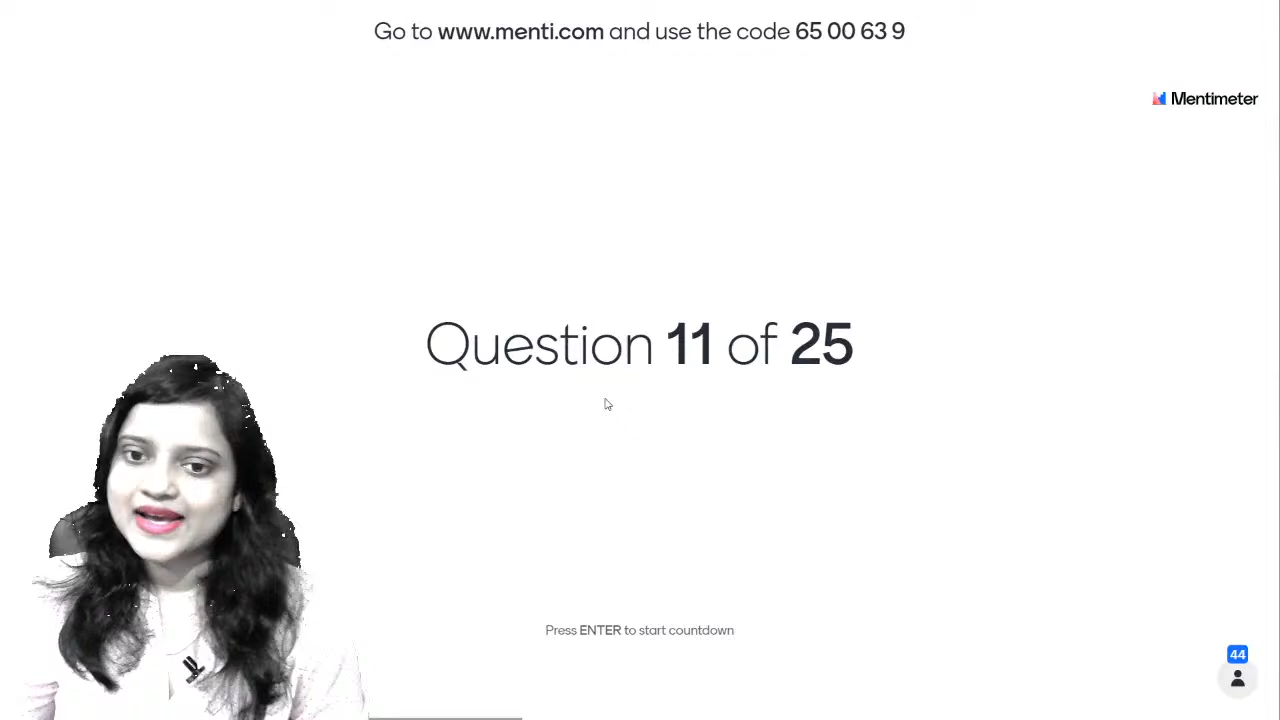 Go to www.menti.com and use the code 65 00 63 9
Mentimeter
Question 11 of 25
Press ENTER to start countdown
44